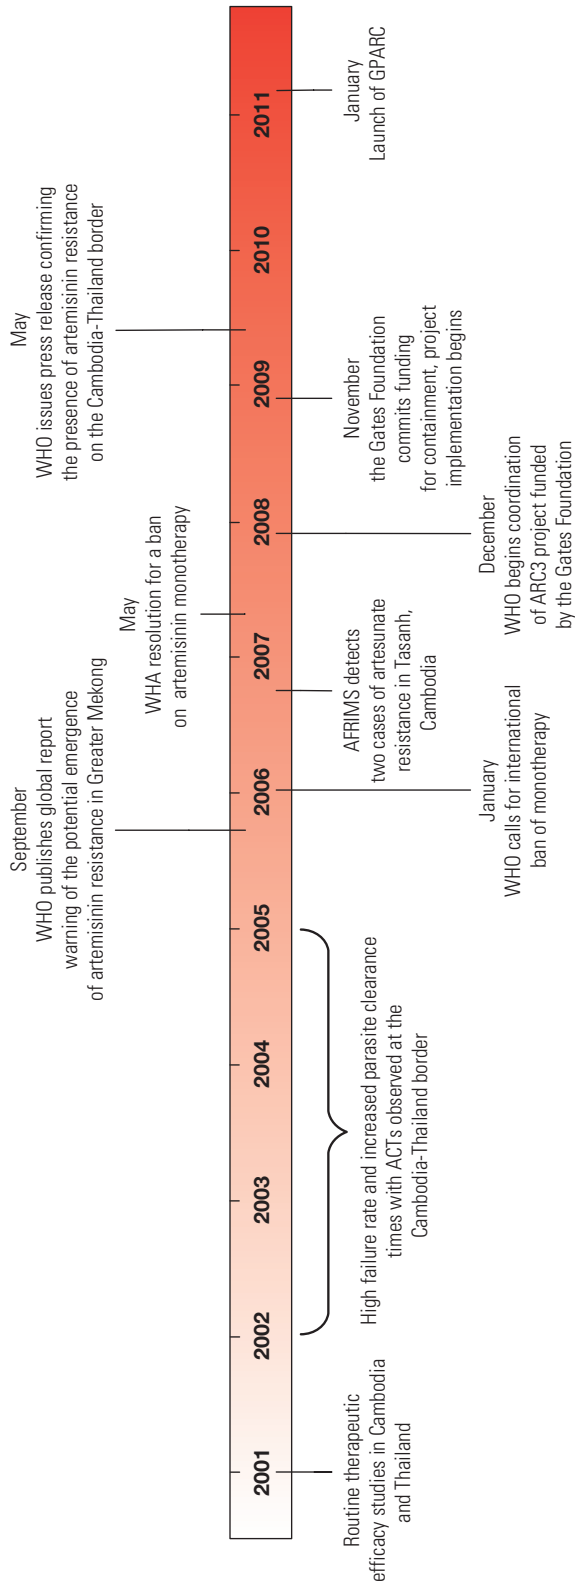 September
WHO publishes global report
warning of the potential emergence
of artemisinin resistance in Greater Mekong
May
WHA resolution for a ban
on artemisinin monotherapy
May
WHO issues press release confirming
the presence of artemisinin resistance
on the Cambodia-Thailand border
2001
2002
2003
2004
2005
2006
2007
2008
2009
2010
2011
Routine therapeutic
efficacy studies in Cambodia
and Thailand
High failure rate and increased parasite clearance
times with ACTs observed at the
Cambodia-Thailand border
January
WHO calls for international
ban of monotherapy
AFRIMS detects
two cases of artesunate
resistance in Tasanh,
Cambodia
December
WHO begins coordination
of ARC3 project funded
by the Gates Foundation
November
the Gates Foundation
commits funding
for containment, project
implementation begins
January
Launch of GPARC